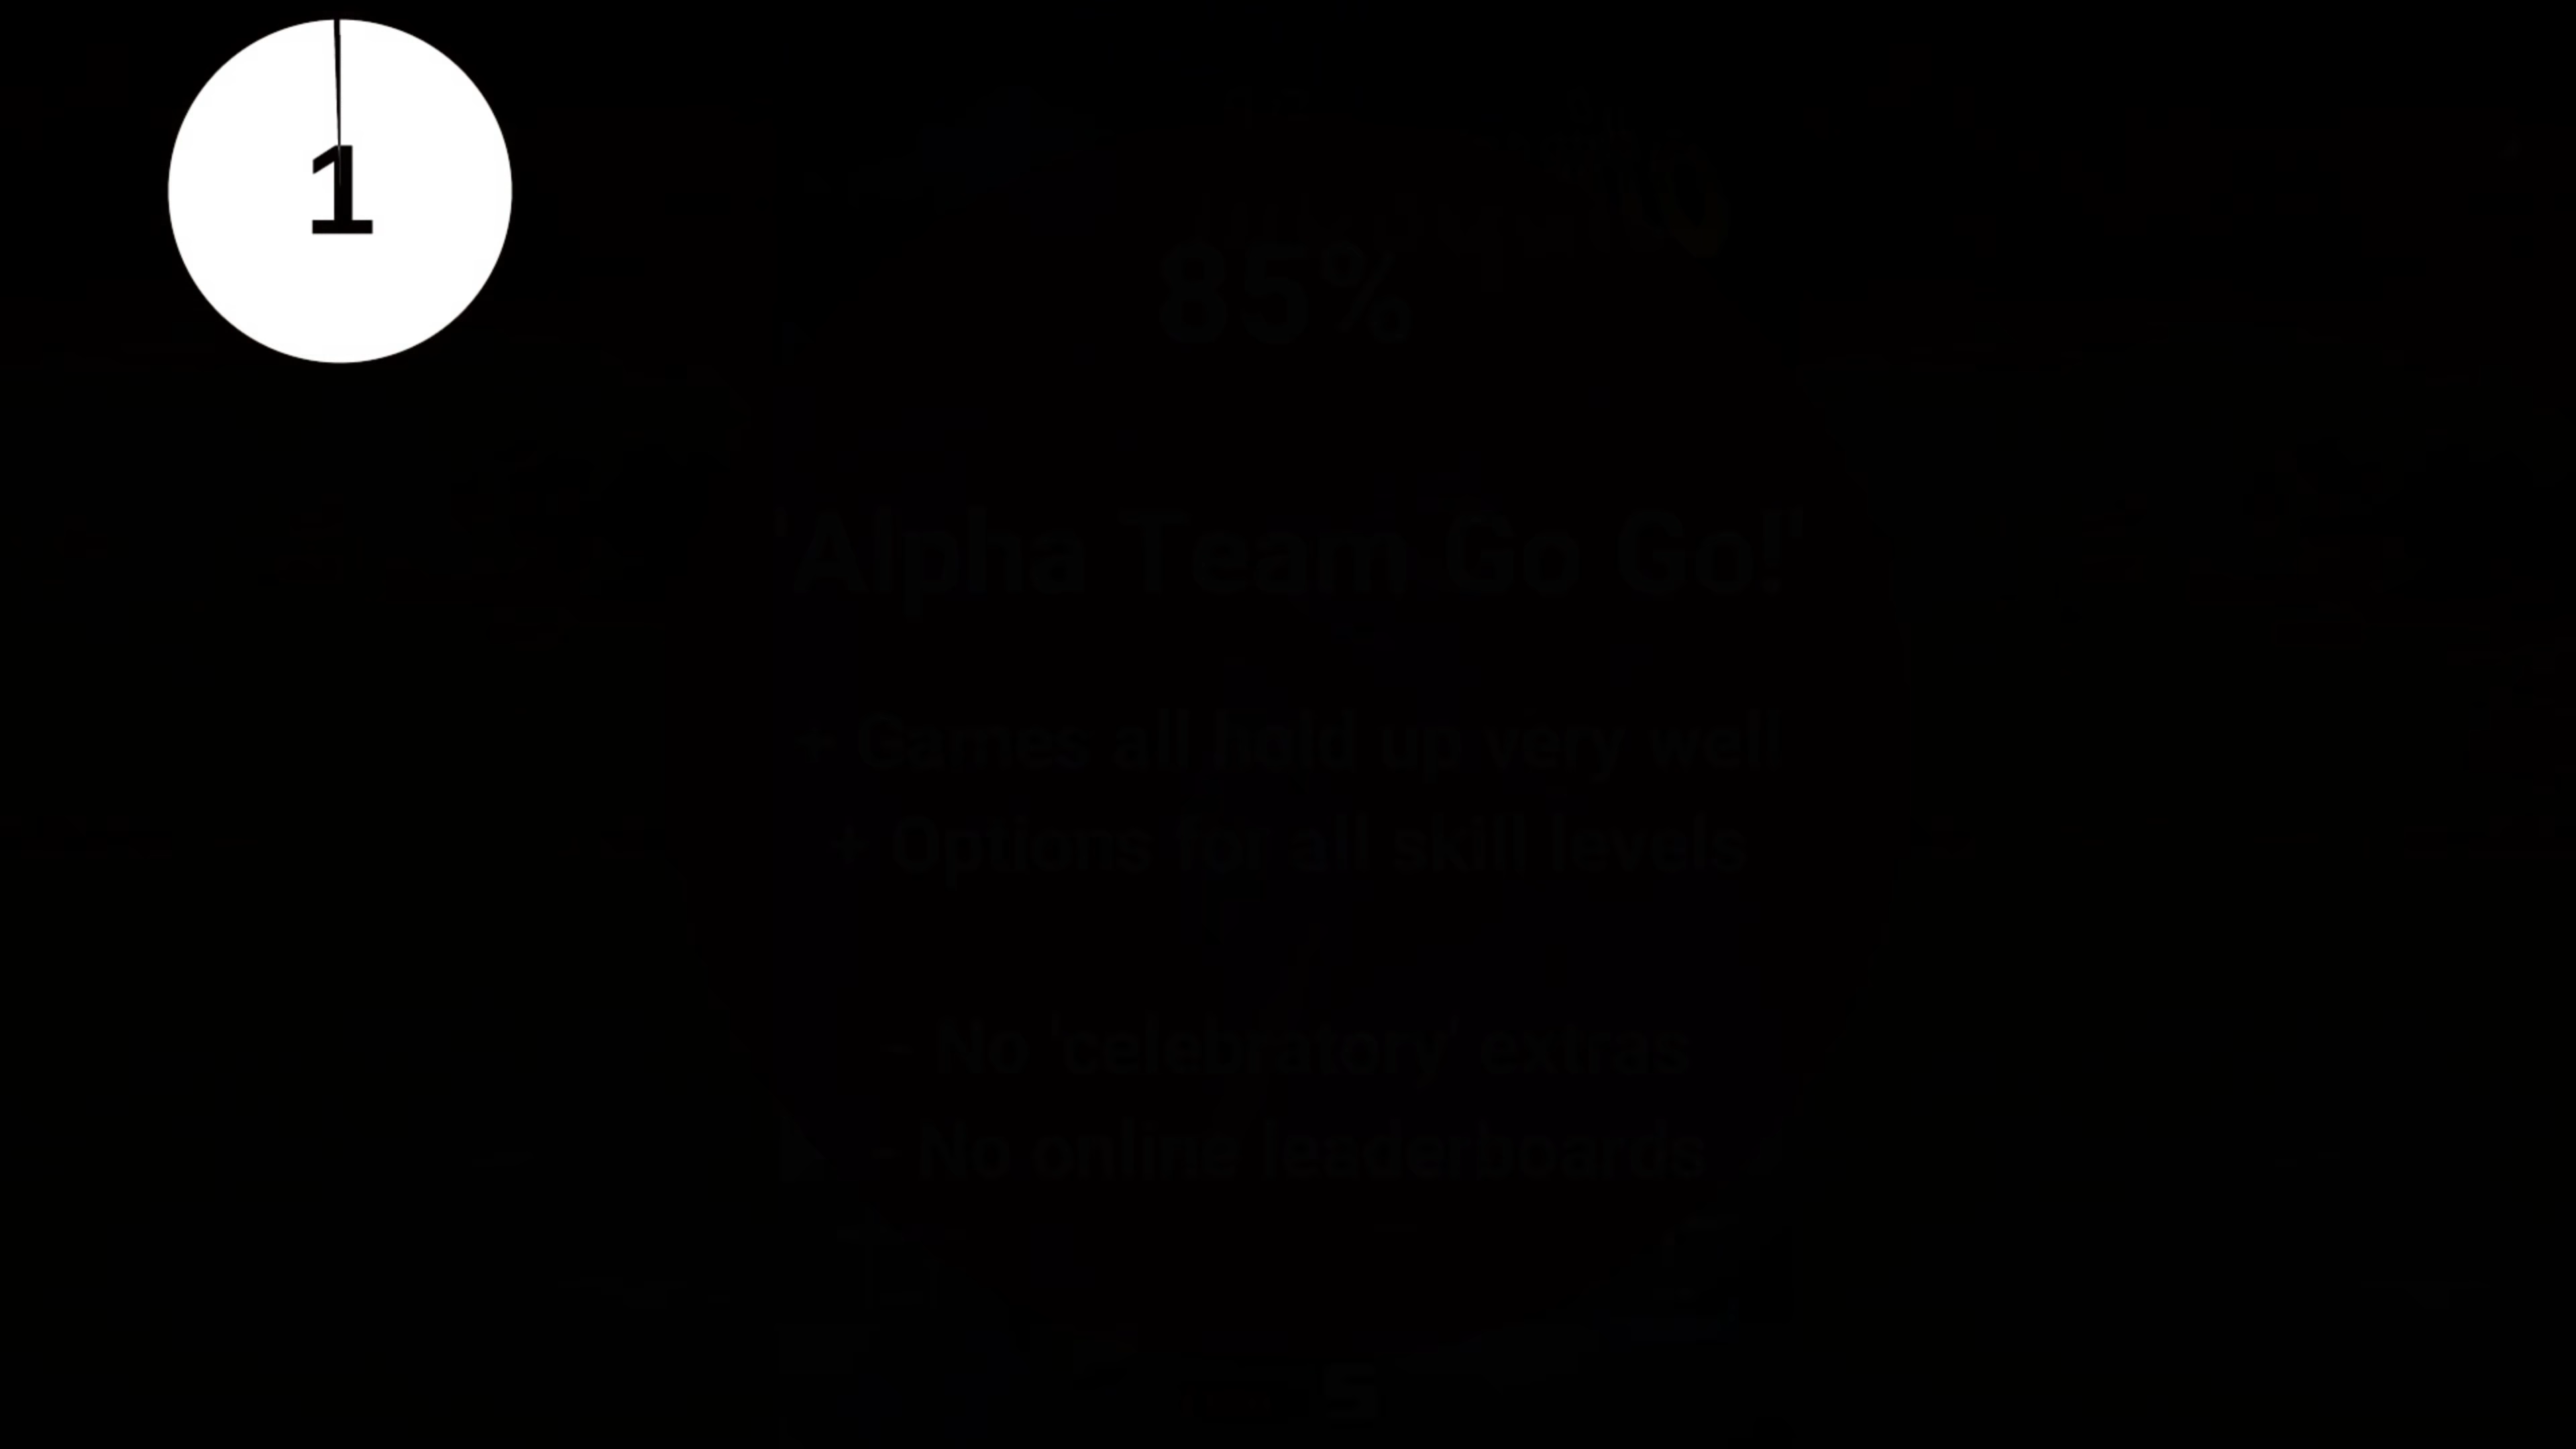 1
85%
'Alpha Team Go Go!'
+ Games all hold up very well
+ Options for all skill levels
- No 'celebratory' extras
- No online leaderboards